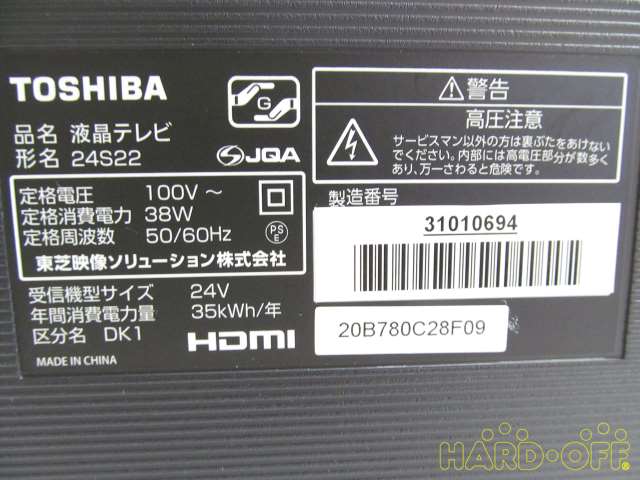 TOSHIBA
品名 液晶テレビ
形名 24S22
G
JQA
定格電圧 100V～
定格消費電力 38W
定格周波数 50/60Hz
PS
E
東芝映像ソリューション株式会社
受信機型サイズ 24V
年間消費電力量 35kWh/年
区分名 DK1
HDMI
MADE IN CHINA
警告
高圧注意
サービスマン以外の方は裏ぶたをあけな
いでください。内部には高電圧部分が数多く
あり、万一さわると危険です。
製造番号
31010694
20B780C28F09
HARD-OFF